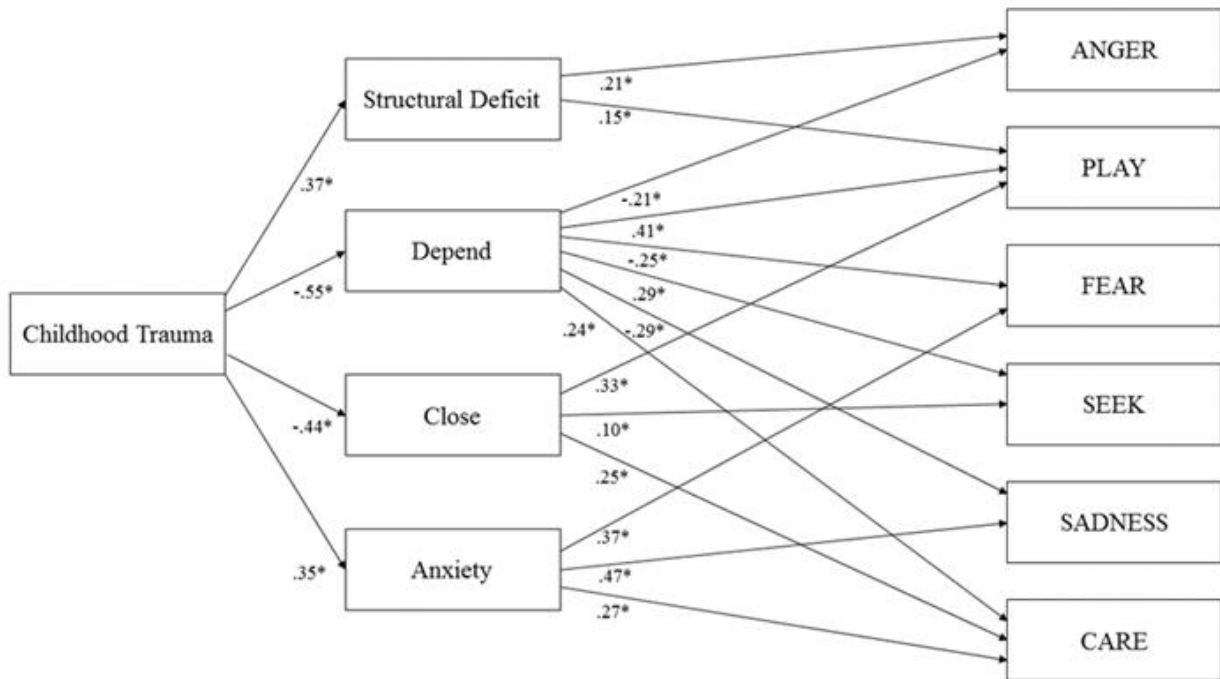 Childhood Trauma
.37*
-.55*
-.44*
.35*
Structural Deficit
Depend
Close
Anxiety
.21*
.15*
-.21*
.41*
-.25*
.29*
-.29*
.24*
.33*
.10*
.25*
.37*
.47*
.27*
ANGER
PLAY
FEAR
SEEK
SADNESS
CARE